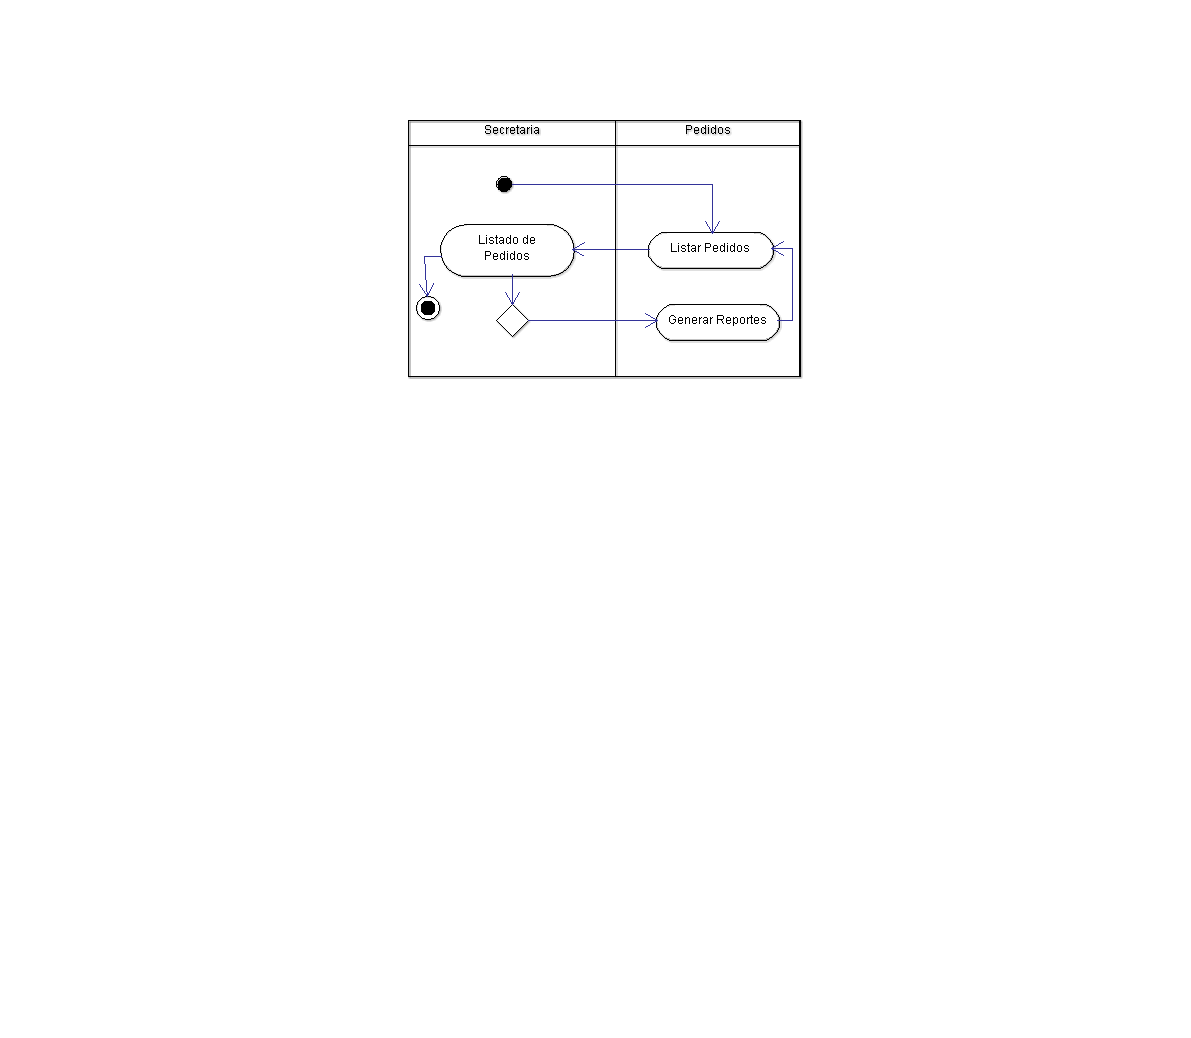 Secretaria
Pedidos
Listado de
Pedidos
Listar Pedidos
Generar Reportes